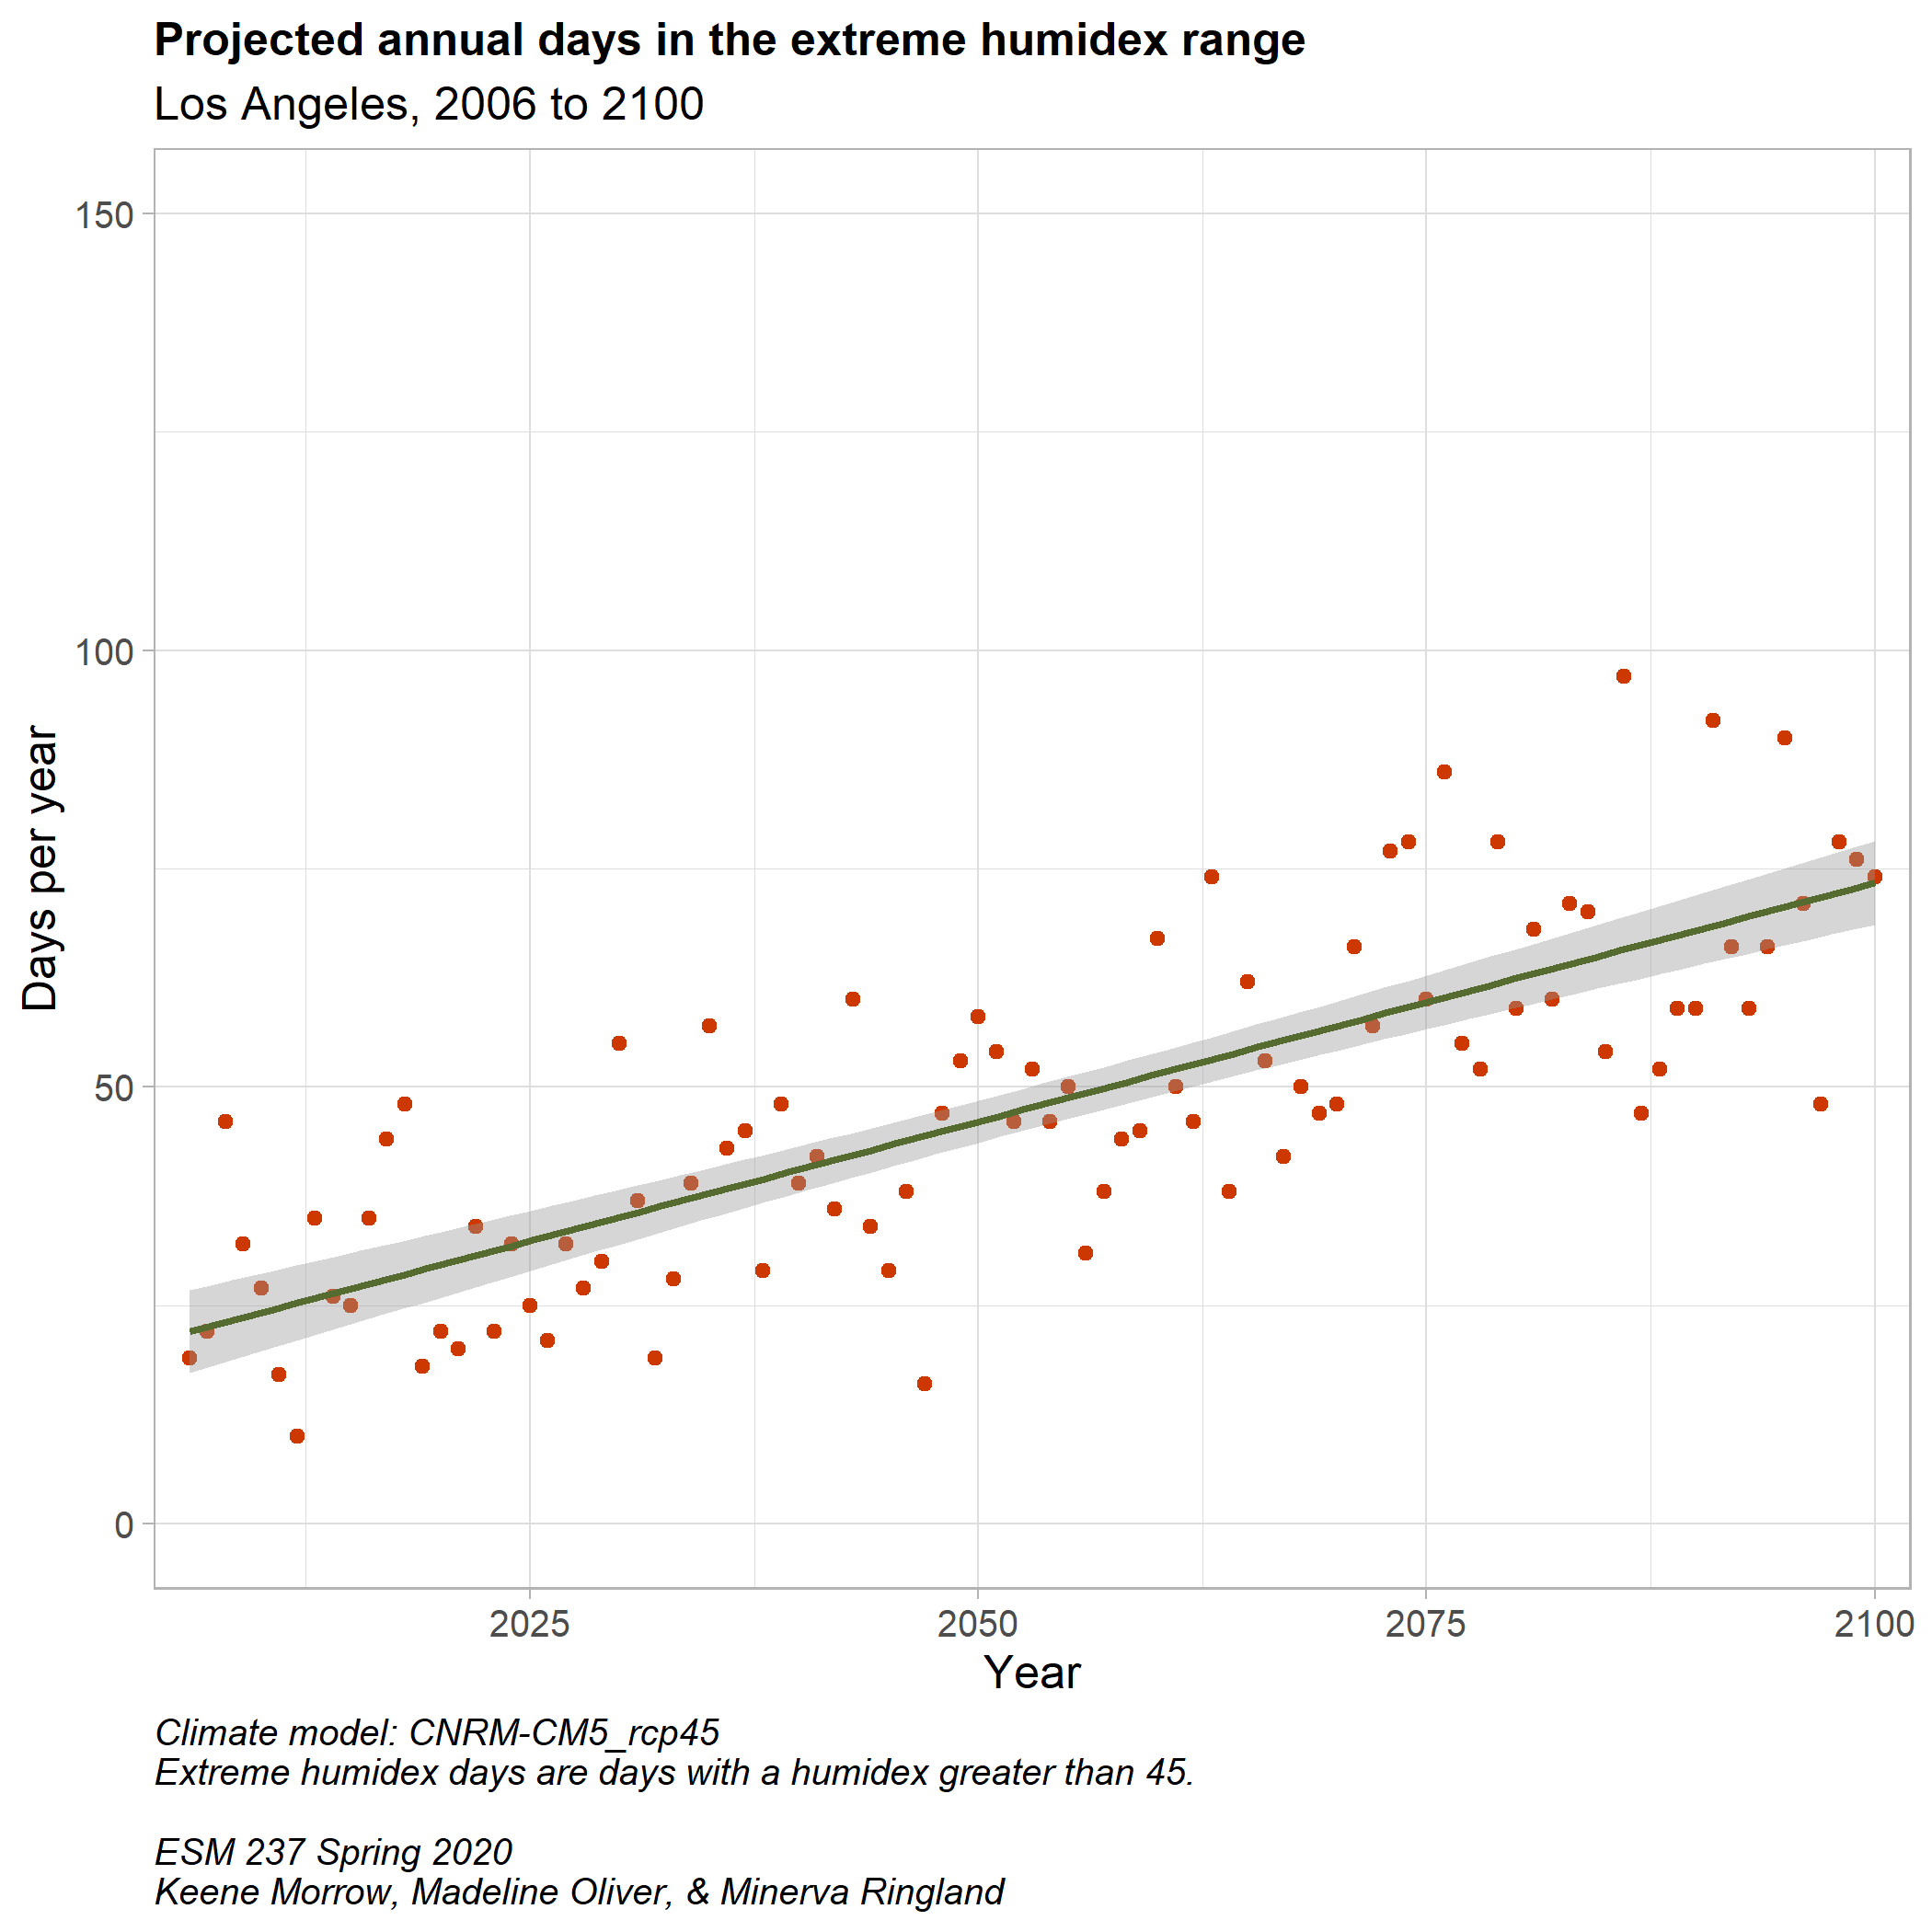 Projected annual days in the extreme humidex range
Los Angeles, 2006 to 2100
150
100
50
0
Days per year
2025 2050 2075 2100
Year
Climate model: CNRM-CM5_rcp45
Extreme humidex days are days with a humidex greater than 45.
ESM 237 Spring 2020
Keene Morrow, Madeline Oliver, & Minerva Ringland